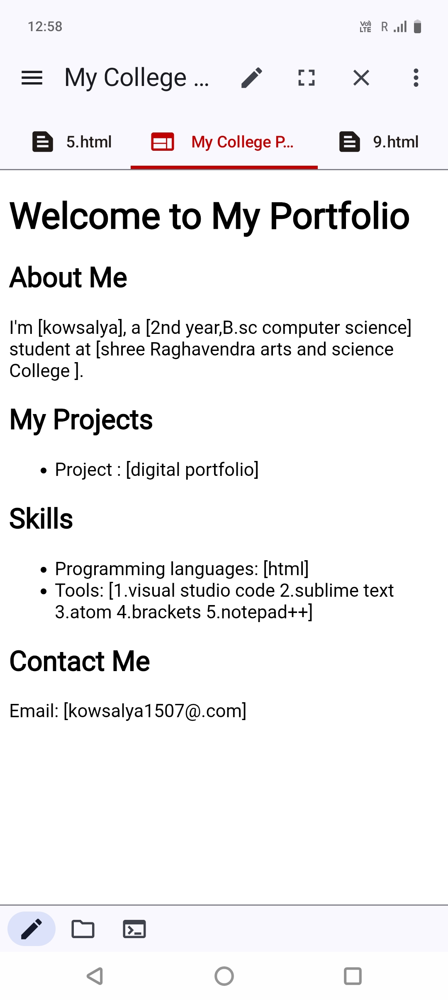 12:58
Vo)) LTE R
My College ...
5.html
My College P...
9.html
Welcome to My Portfolio
About Me
I'm [kowsalya], a [2nd year,B.sc computer science]
student at [shree Raghavendra arts and science
College ].
My Projects
• Project : [digital portfolio]
Skills
• Programming languages: [html]
• Tools: [1.visual studio code 2.sublime text
3.atom 4.brackets 5.notepad++]
Contact Me
Email: [kowsalya1507@.com]